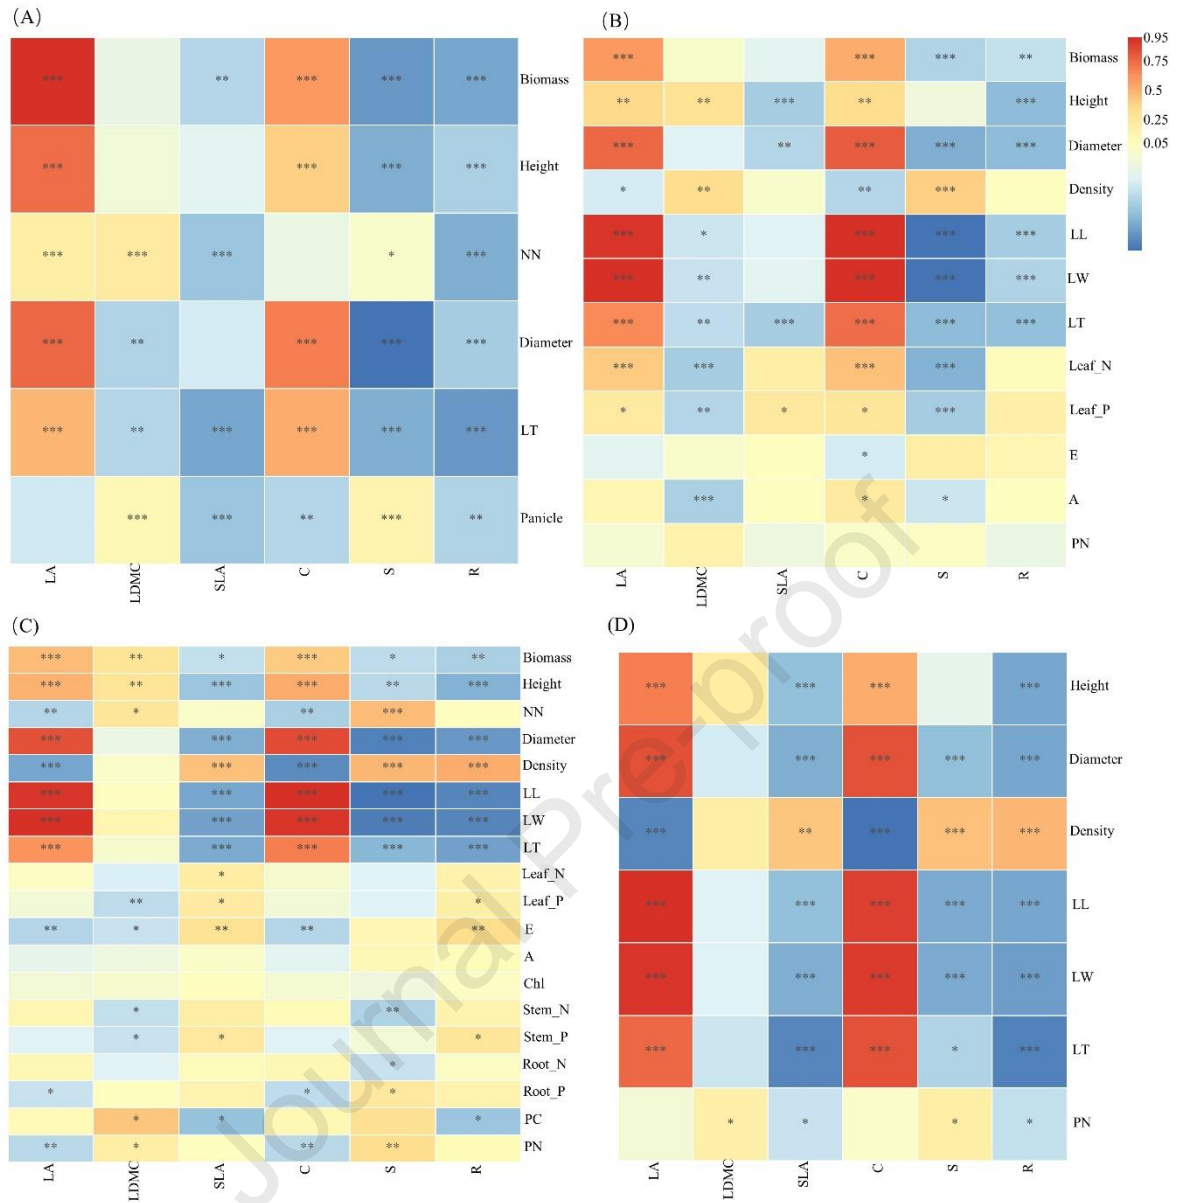 (A)
*** ** *** *** *** Biomass
*** *** *** *** Height
*** *** *** * *** NN
*** ** *** *** *** Diameter
*** ** *** *** *** *** LT
*** *** ** *** ** Panicle
LA LDMC SLA C S R
(B)
*** *** *** ** Biomass
** ** *** ** *** Height
*** ** *** *** *** Diameter
* ** ** *** Density
*** * *** *** *** LL
*** ** *** *** *** LW
*** ** *** *** *** *** LT
*** *** *** *** Leaf_N
* ** * * *** Leaf_P
* E
*** * * A
PN
LA LDMC SLA C S R
0.95
0.75
0.5
0.25
0.05
(C)
*** ** * *** * ** Biomass
*** ** *** *** ** *** Height
** * ** *** NN
*** *** *** *** *** Diameter
*** *** *** *** *** Density
*** *** *** *** *** LL
*** *** *** *** *** LW
*** *** *** *** *** LT
* Leaf_N
** * * Leaf_P
** * ** ** ** E
A
Chl
* ** Stem_N
* * * Stem_P
* Root_N
* * * Root_P
* * * PC
** * ** ** PN
LA LDMC SLA C S R
(D)
*** *** *** *** Height
*** *** *** *** *** Diameter
*** ** *** *** *** Density
*** *** *** *** *** LL
*** *** *** *** *** LW
*** *** *** * *** LT
* * * * PN
LA LDMC SLA C S R
Journal Pre-proof